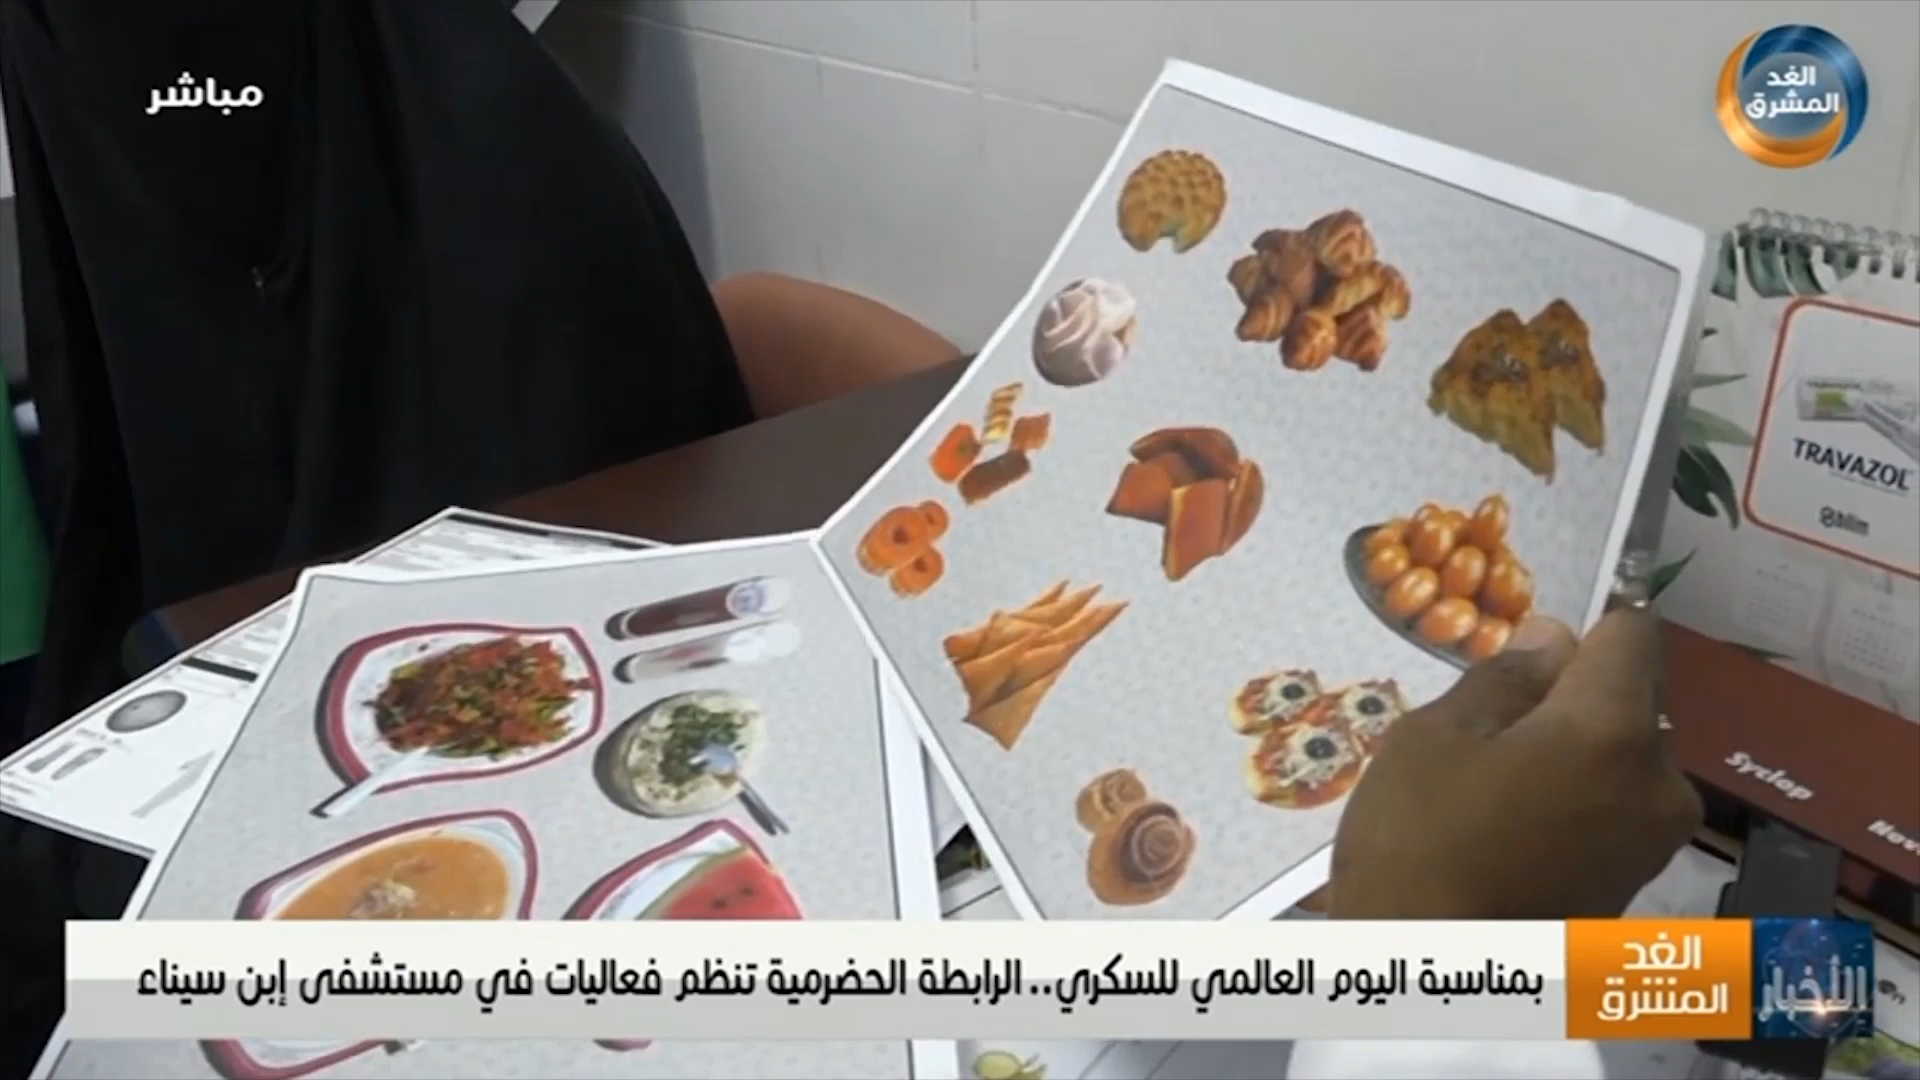 مباشر
الغد
المشرق
TRAVAZOL
Syclop
بمناسبة اليوم العالمي للسكري.. الرابطة الحضرمية تنظم فعاليات في مستشفى إبن سيناء
الغد
المشرق
الأخبار